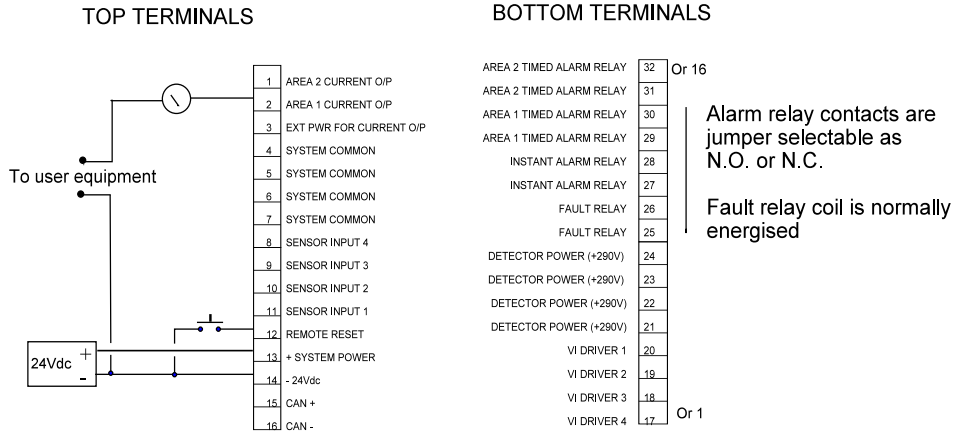 TOP TERMINALS
1 AREA 2 CURRENT O/P
2 AREA 1 CURRENT O/P
3 EXT PWR FOR CURRENT O/P
4 SYSTEM COMMON
5 SYSTEM COMMON
6 SYSTEM COMMON
7 SYSTEM COMMON
8 SENSOR INPUT 4
9 SENSOR INPUT 3
10 SENSOR INPUT 2
11 SENSOR INPUT 1
12 REMOTE RESET
13 + SYSTEM POWER
14 - 24Vdc
15 CAN +
16 CAN -
To user equipment
24Vdc + -
BOTTOM TERMINALS
AREA 2 TIMED ALARM RELAY 32 Or 16
AREA 2 TIMED ALARM RELAY 31
AREA 1 TIMED ALARM RELAY 30
AREA 1 TIMED ALARM RELAY 29
INSTANT ALARM RELAY 28
INSTANT ALARM RELAY 27
FAULT RELAY 26
FAULT RELAY 25
DETECTOR POWER (+290V) 24
DETECTOR POWER (+290V) 23
DETECTOR POWER (+290V) 22
DETECTOR POWER (+290V) 21
VI DRIVER 1 20
VI DRIVER 2 19
VI DRIVER 3 18
VI DRIVER 4 17 Or 1
Alarm relay contacts are
jumper selectable as
N.O. or N.C.
Fault relay coil is normally
energised